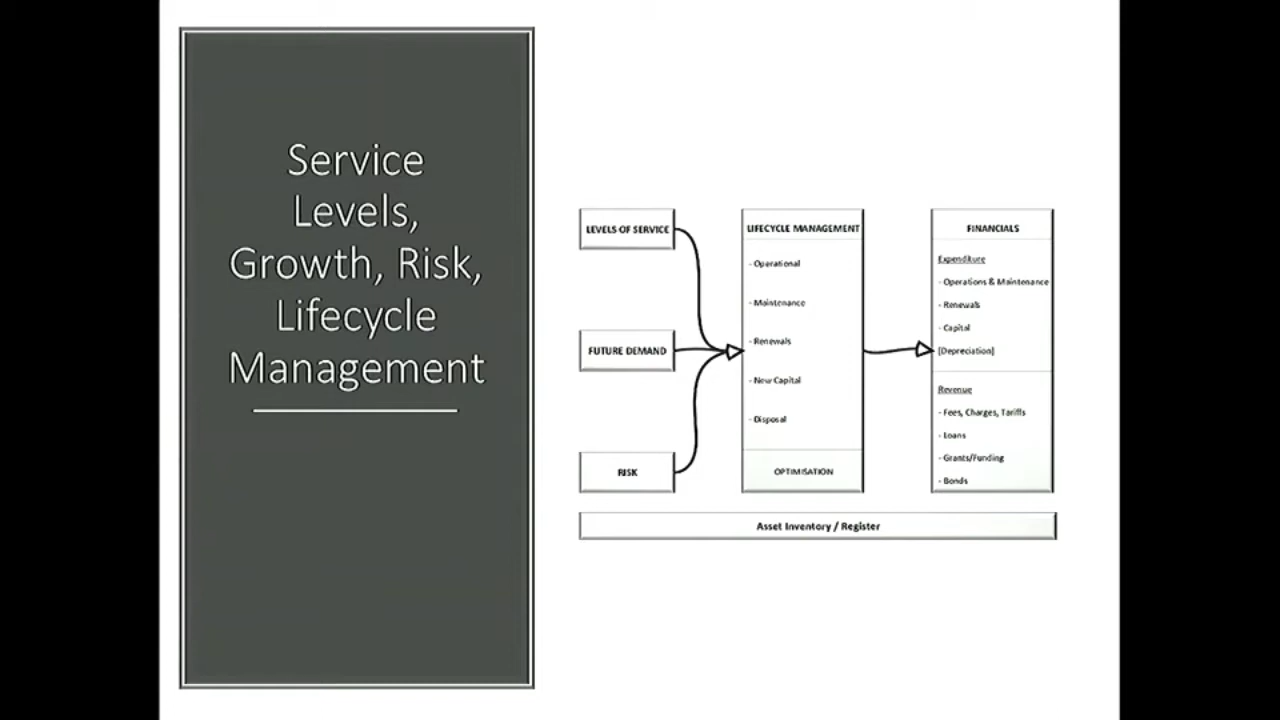 Service
Levels,
Growth, Risk,
Lifecycle
Management
LEVELS OF SERVICE
FUTURE DEMAND
RISK
LIFECYCLE MANAGEMENT
- Operational
- Maintenance
- Renewals
- New Capital
- Disposal
OPTIMISATION
FINANCIALS
Expenditure
- Operations & Maintenance
- Renewals
- Capital
[Depreciation]
Revenue
- Fees, Charges, Tariffs
- Loans
- Grants/Funding
- Bonds
Asset Inventory / Register